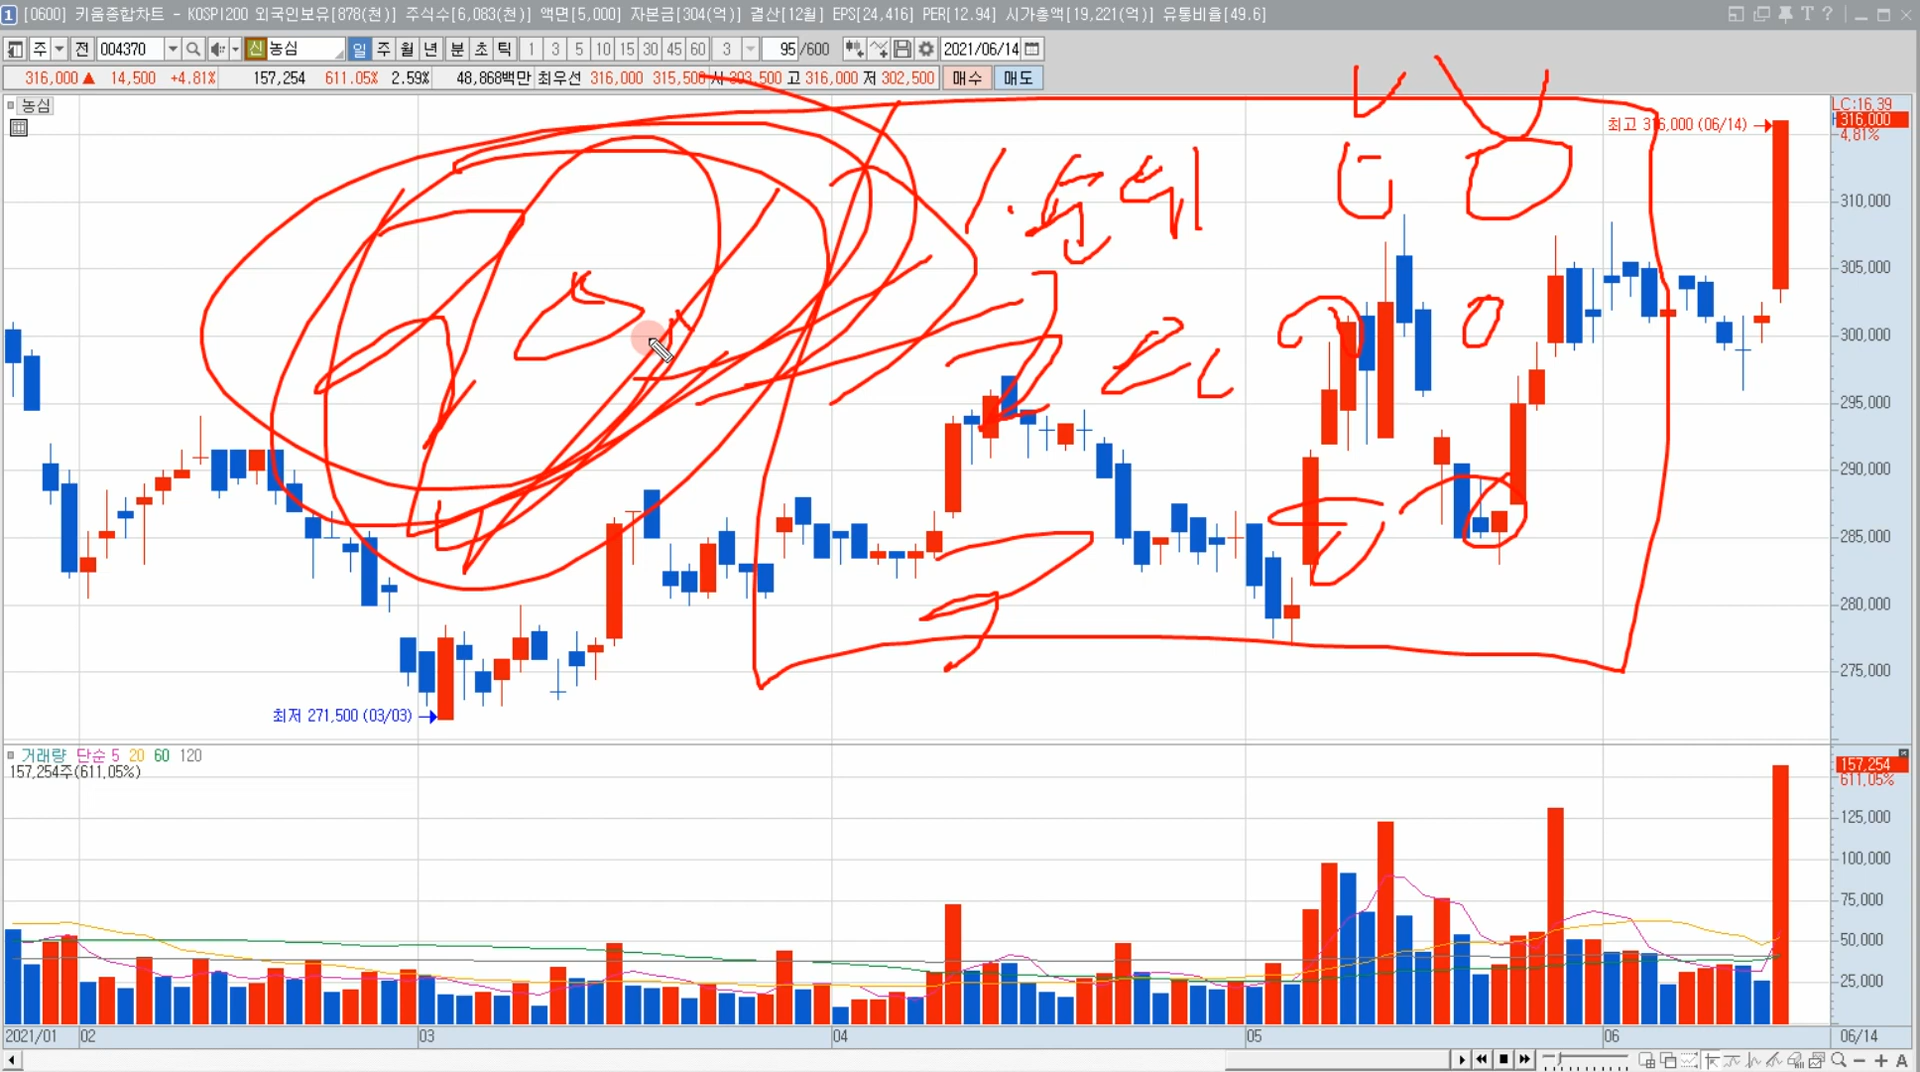 [0600] 키움종합차트 - KOSPI200 외국인보유[878(천)] 주식수[6,083(천)] 액면[5,000] 자본금[304(억)] 결산[12월] EPS[24,416] PER[12.94] 시가총액[19,221(억)] 유통비율[49.6]
주 전 004370 신 농심 일 주 월 년 분 초 틱 1 3 5 10 15 30 45 60 3 95 /600 2021/06/14
316,000 ▲ 14,500 +4.81% 157,254 611.05% 2.59% 48,868백만 최우선 316,000 315,500 시 303,500 고 316,000 저 302,500 매수 매도
농심
LC:16.39
316,000
4.81%
최고 316,000 (06/14)
310,000
305,000
300,000
295,000
290,000
285,000
280,000
275,000
최저 271,500 (03/03)
거래량 단순 5 20 60 120
157,254주(611.05%)
157,254
611.05%
125,000
100,000
75,000
50,000
25,000
2021/01 02 03 04 05 06 06/14